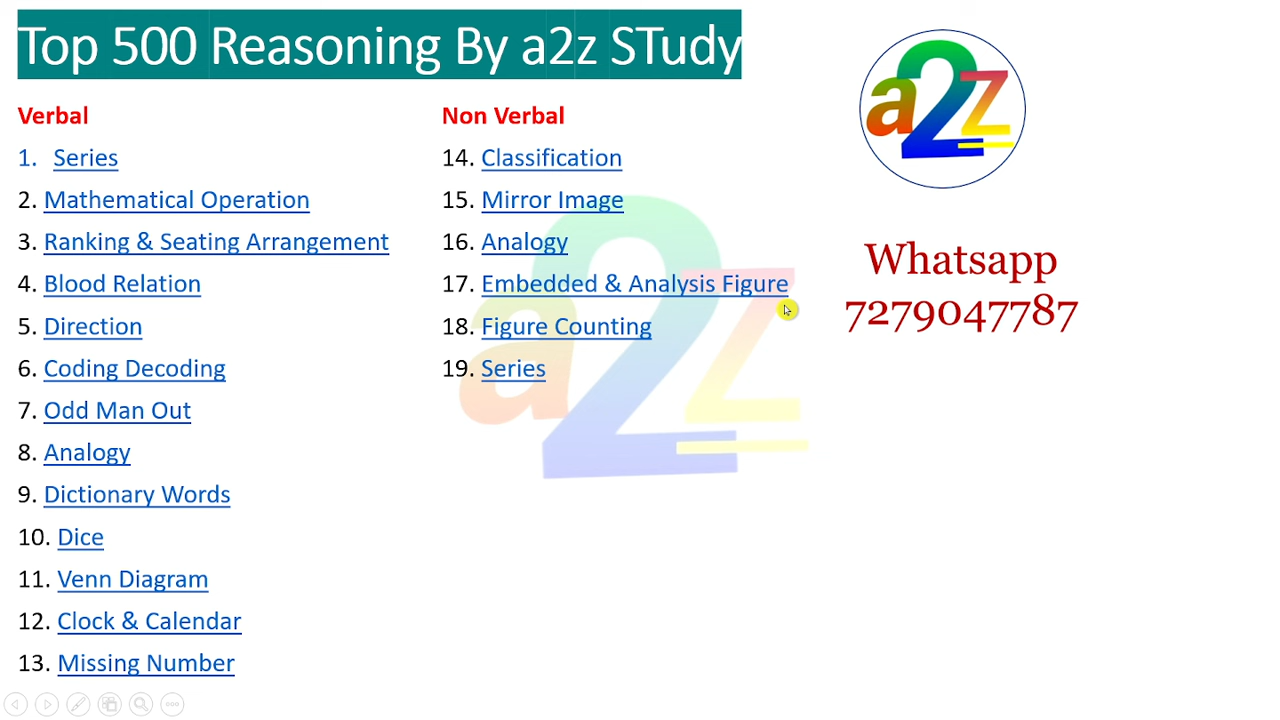 Top 500 Reasoning By a2z STudy
Verbal
1. Series
2. Mathematical Operation
3. Ranking & Seating Arrangement
4. Blood Relation
5. Direction
6. Coding Decoding
7. Odd Man Out
8. Analogy
9. Dictionary Words
10. Dice
11. Venn Diagram
12. Clock & Calendar
13. Missing Number
Non Verbal
14. Classification
15. Mirror Image
16. Analogy
17. Embedded & Analysis Figure
18. Figure Counting
19. Series
a2z
a2z
Whatsapp
7279047787